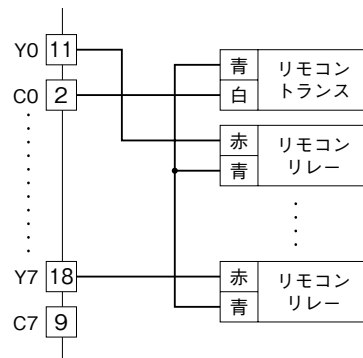 Y0 11
C0 2
Y7 18
C7 9
青 リモコン
白 トランス
赤 リモコン
青 リレー
赤 リモコン
青 リレー